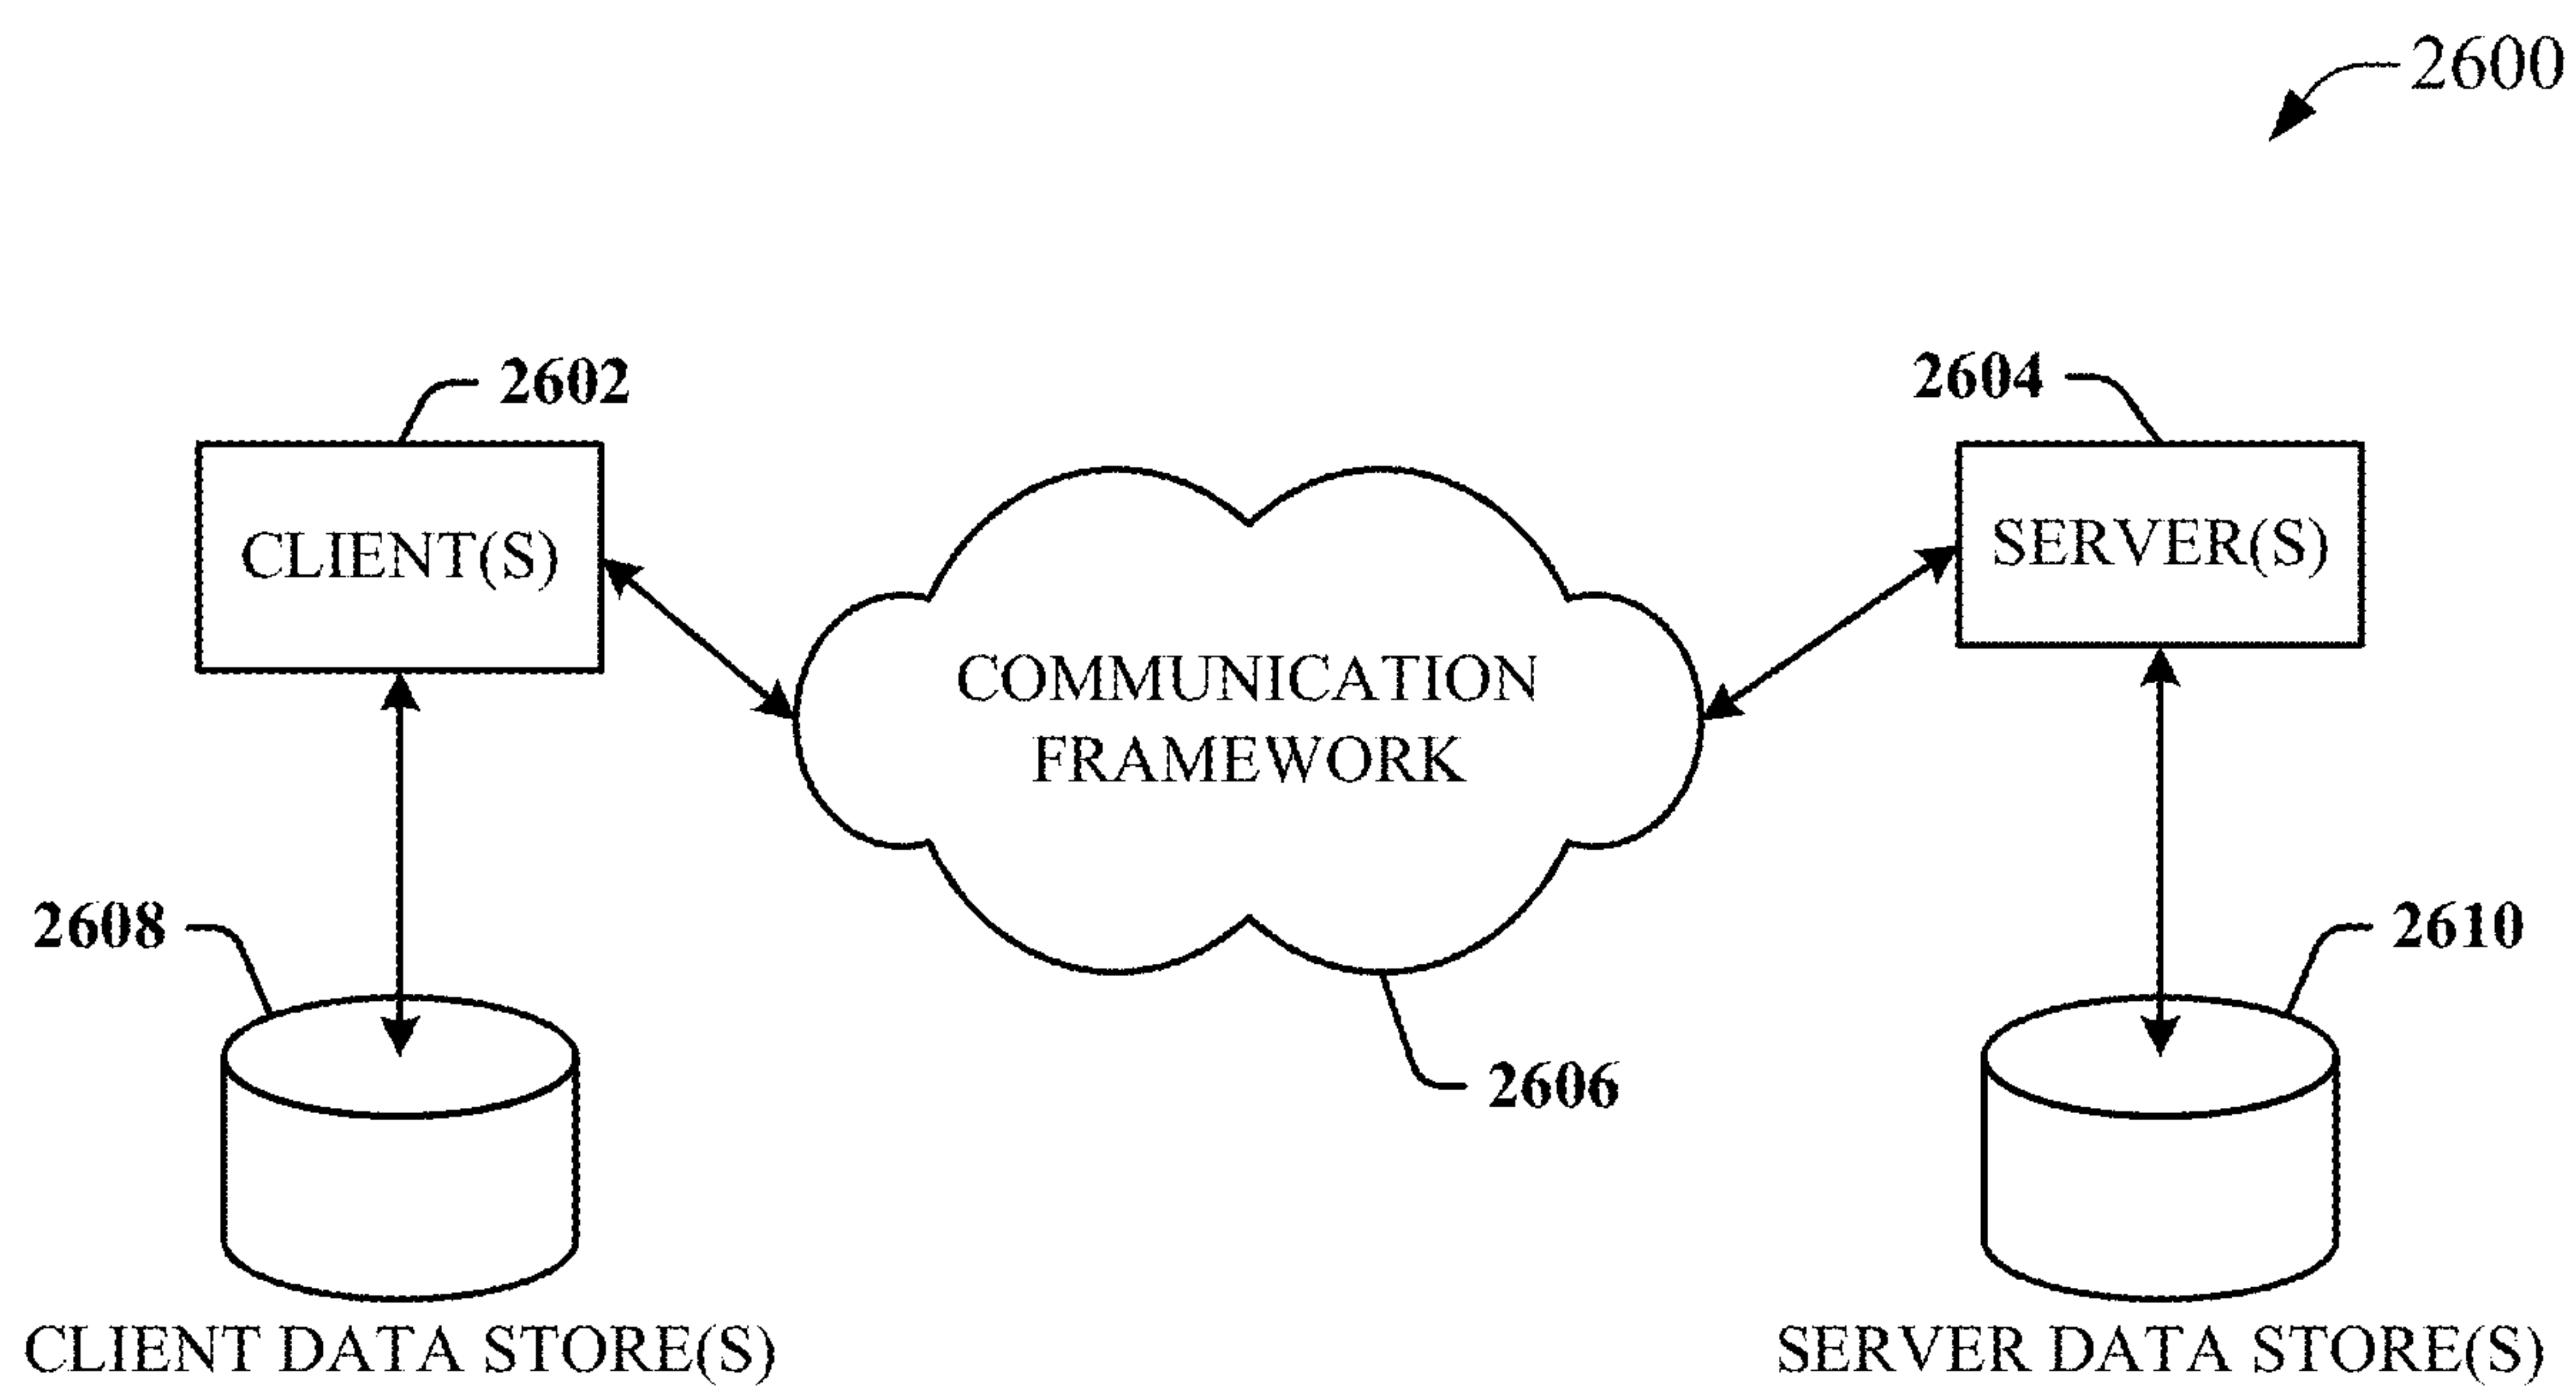 2600
2602
2604
CLIENT(S)
SERVER(S)
COMMUNICATION
FRAMEWORK
2608
2610
2606
CLIENT DATA STORE(S)
SERVER DATA STORE(S)